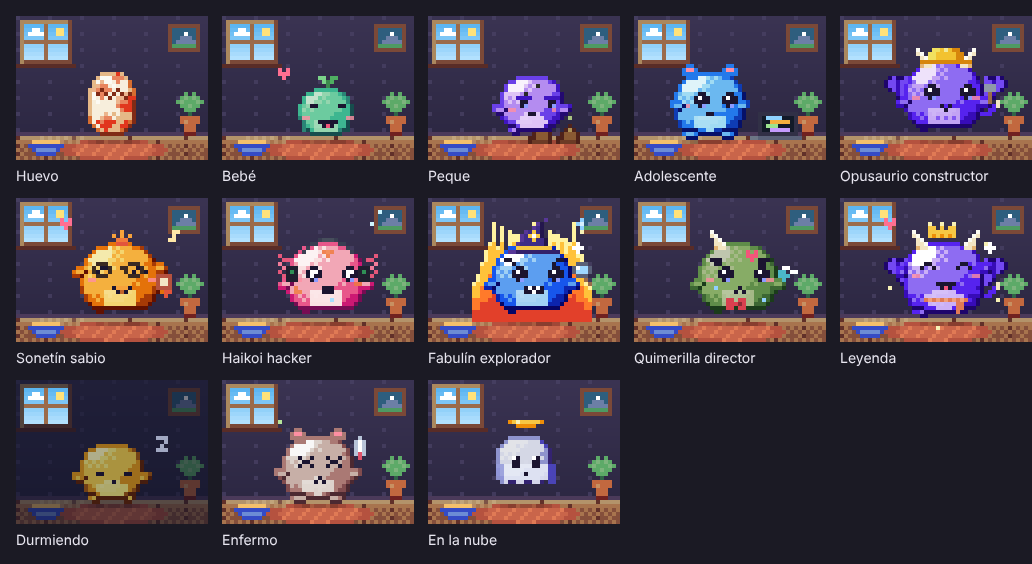 Huevo
Bebé
Peque
Adolescente
Opusaurio constructor
Sonetín sabio
Haikoi hacker
Fabulín explorador
Quimerilla director
Leyenda
Z
Durmiendo
Enfermo
En la nube